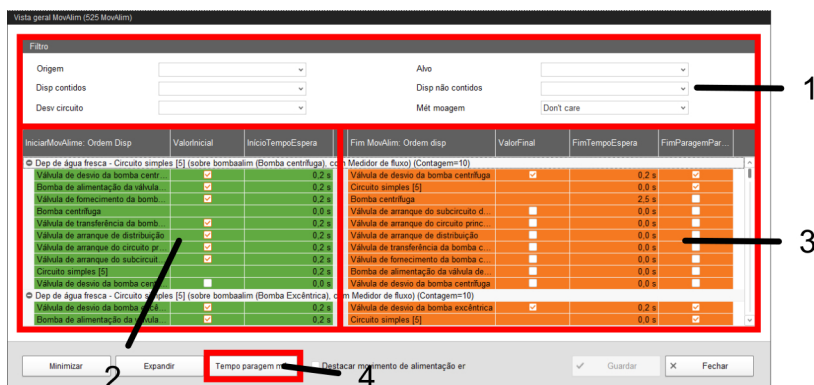 Vista geral MovAlim (525 MovAlim)
Filtro
Origem Alvo
Disp contidos Disp não contidos 1
Desv circuito Mét moagem Don't care
IniciarMovAlime: Ordem Disp ValorInicial InícioTempoEspera Fim MovAlim: Ordem disp ValorFinal FimTempoEspera FimParagemPar...
Dep de água fresca - Circuito simples [5] (sobre bombaalim (Bomba centrífuga), com Medidor de fluxo) (Contagem=10)
Válvula de desvio da bomba centr... 0,2 s Válvula de desvio da bomba centrífuga 0,2 s
Bomba de alimentação da válvula... 0,2 s Circuito simples [5] 0,0 s
Válvula de fornecimento da bomb... 0,2 s Bomba centrífuga 2,5 s
Bomba centrífuga 0,0 s Válvula de arranque do subcircuito d... 0,0 s
Válvula de transferência da bomb... 0,2 s Válvula de arranque do circuito princ... 0,0 s
Válvula de arranque de distribuição 0,2 s Válvula de arranque de distribuição 0,0 s 3
Válvula de arranque do circuito pr... 0,2 s Válvula de transferência da bomba c... 0,0 s
Válvula de arranque do subcircuit... 0,2 s Válvula de fornecimento da bomba c... 0,0 s
Circuito simples [5] 0,2 s Bomba de alimentação da válvula de... 0,0 s
Válvula de desvio da bomba cent... 0,0 s Válvula de desvio da bomba centrífuga 0,0 s
Dep de água fresca - Circuito simples [5] (sobre bombaalim (Bomba Excêntrica), com Medidor de fluxo) (Contagem=10)
Válvula de desvio da bomba excê... 0,2 s Válvula de desvio da bomba excêntrica 0,2 s
Bomba de alimentação da válvula... 0,2 s Circuito simples [5] 0,0 s
Minimizar Expandir Tempo paragem Destacar movimento de alimentação er Guardar Fechar
2 4